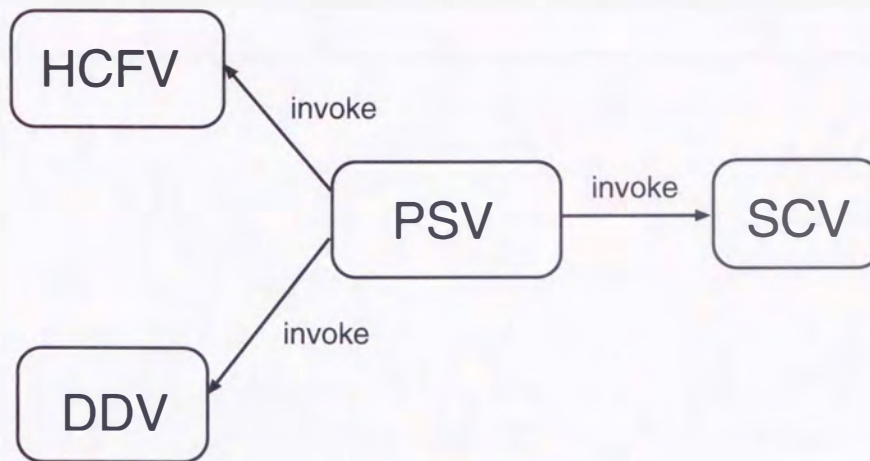 HCFV
invoke
PSV
invoke
SCV
invoke
DDV